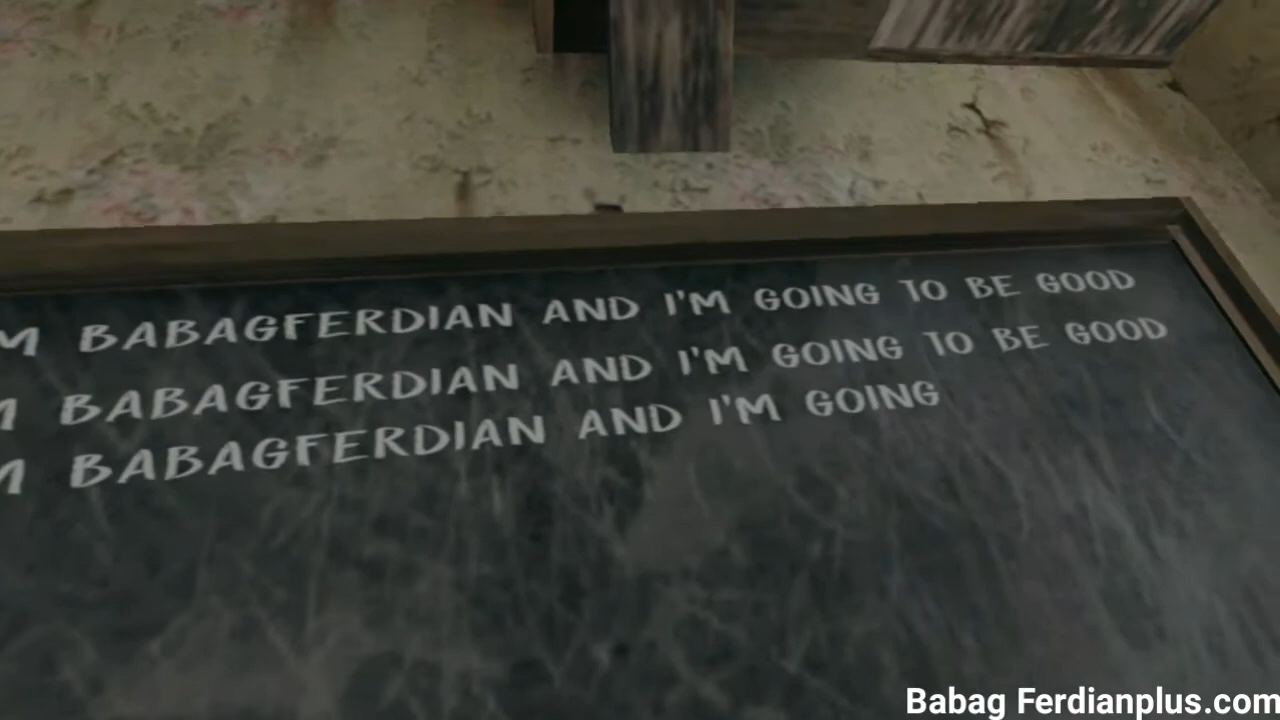 M BABAGFERDIAN AND I'M GOING TO BE GOOD
M BABAGFERDIAN AND I'M GOING TO BE GOOD
M BABAGFERDIAN AND I'M GOING
Babag Ferdianplus.com